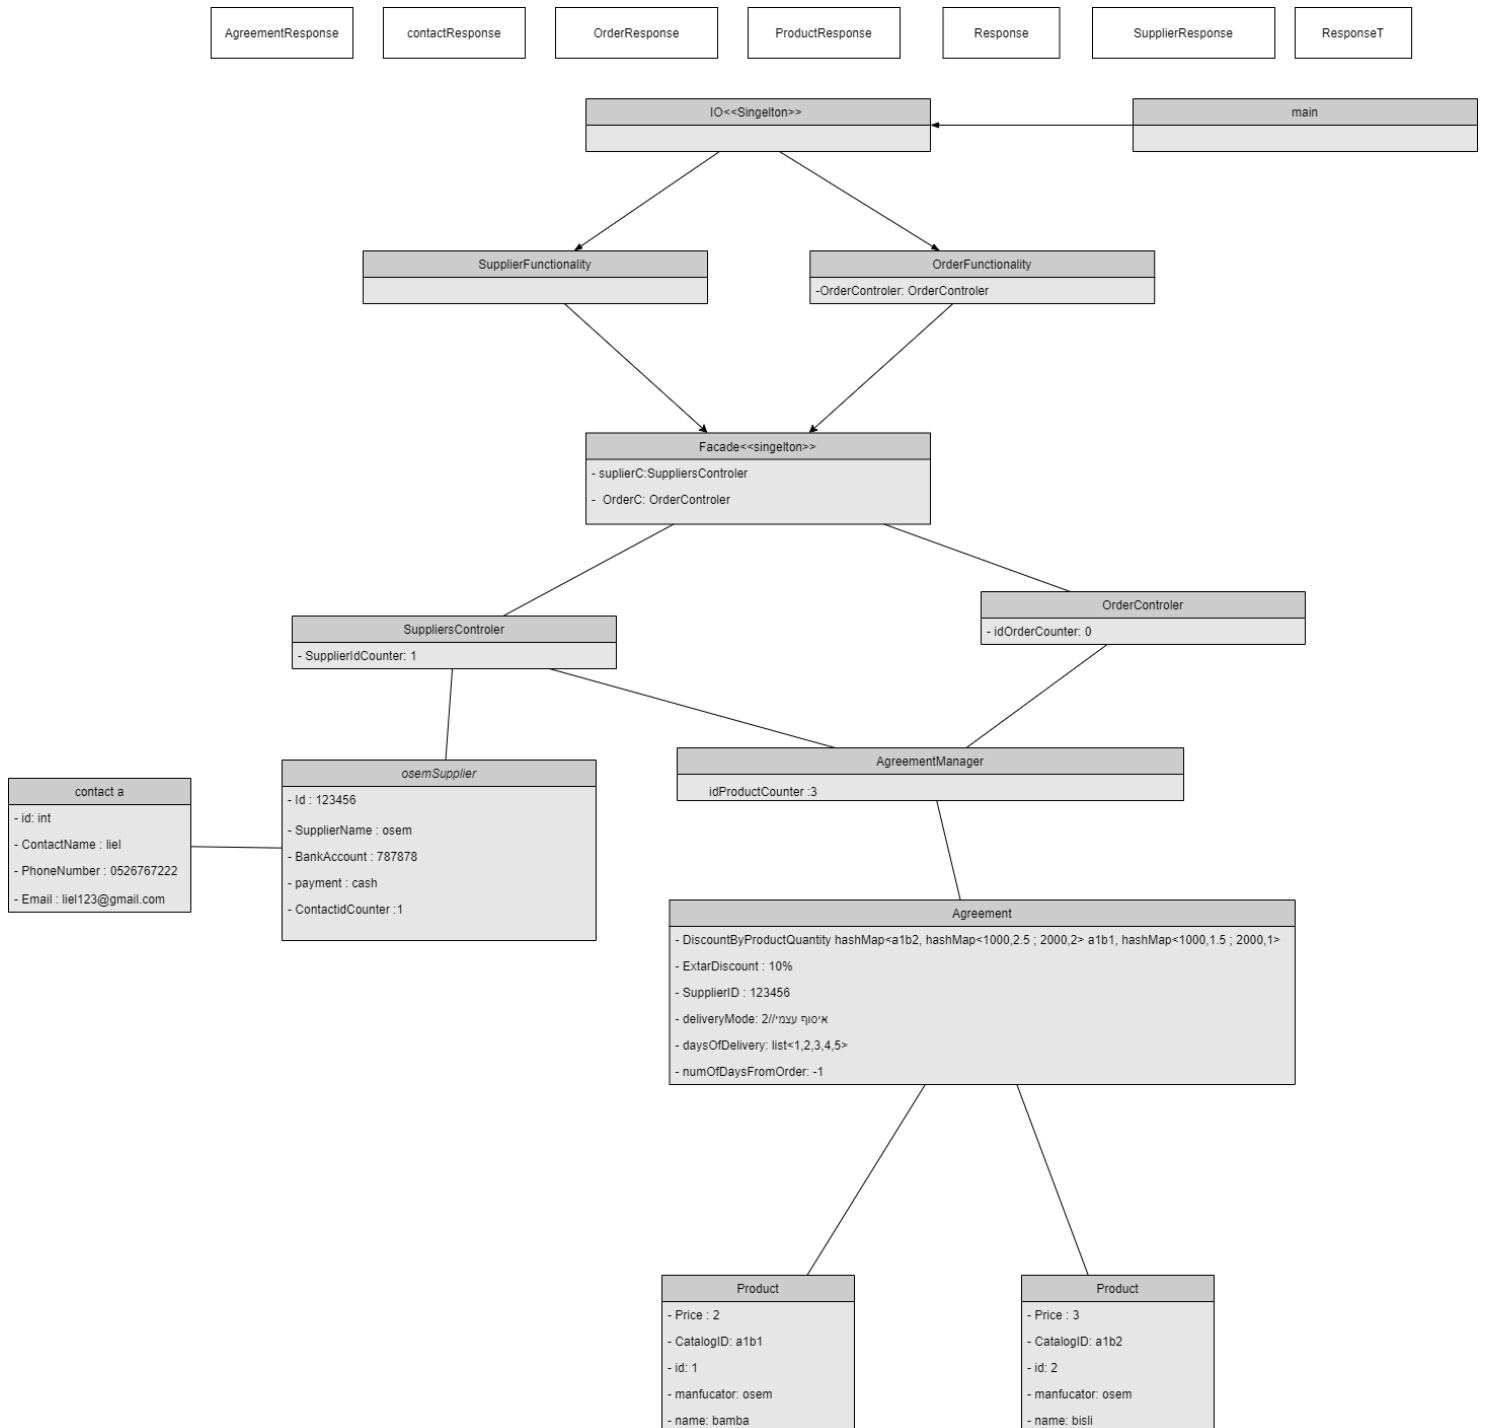 AgreementResponse
contactResponse
OrderResponse
ProductResponse
Response
SupplierResponse
ResponseT
IO<<Singelton>>
main
SupplierFunctionality
OrderFunctionality
-OrderControler: OrderControler
Facade<<singelton>>
- suplierC:SuppliersControler
- OrderC: OrderControler
SuppliersControler
- SupplierIdCounter: 1
OrderControler
- idOrderCounter: 0
contact a
- id: int
- ContactName : liel
- PhoneNumber : 0526767222
- Email : liel123@gmail.com
osemSupplier
- Id : 123456
- SupplierName : osem
- BankAccount : 787878
- payment : cash
- ContactidCounter :1
AgreementManager
idProductCounter :3
Agreement
- DiscountByProductQuantity hashMap<a1b2, hashMap<1000,2.5 ; 2000,2> a1b1, hashMap<1000,1.5 ; 2000,1>
- ExtarDiscount : 10%
- SupplierID : 123456
- deliveryMode: 2//איסוף עצמי
- daysOfDelivery: list<1,2,3,4,5>
- numOfDaysFromOrder: -1
Product
- Price : 2
- CatalogID: a1b1
- id: 1
- manfucator: osem
- name: bamba
Product
- Price : 3
- CatalogID: a1b2
- id: 2
- manfucator: osem
- name: bisli